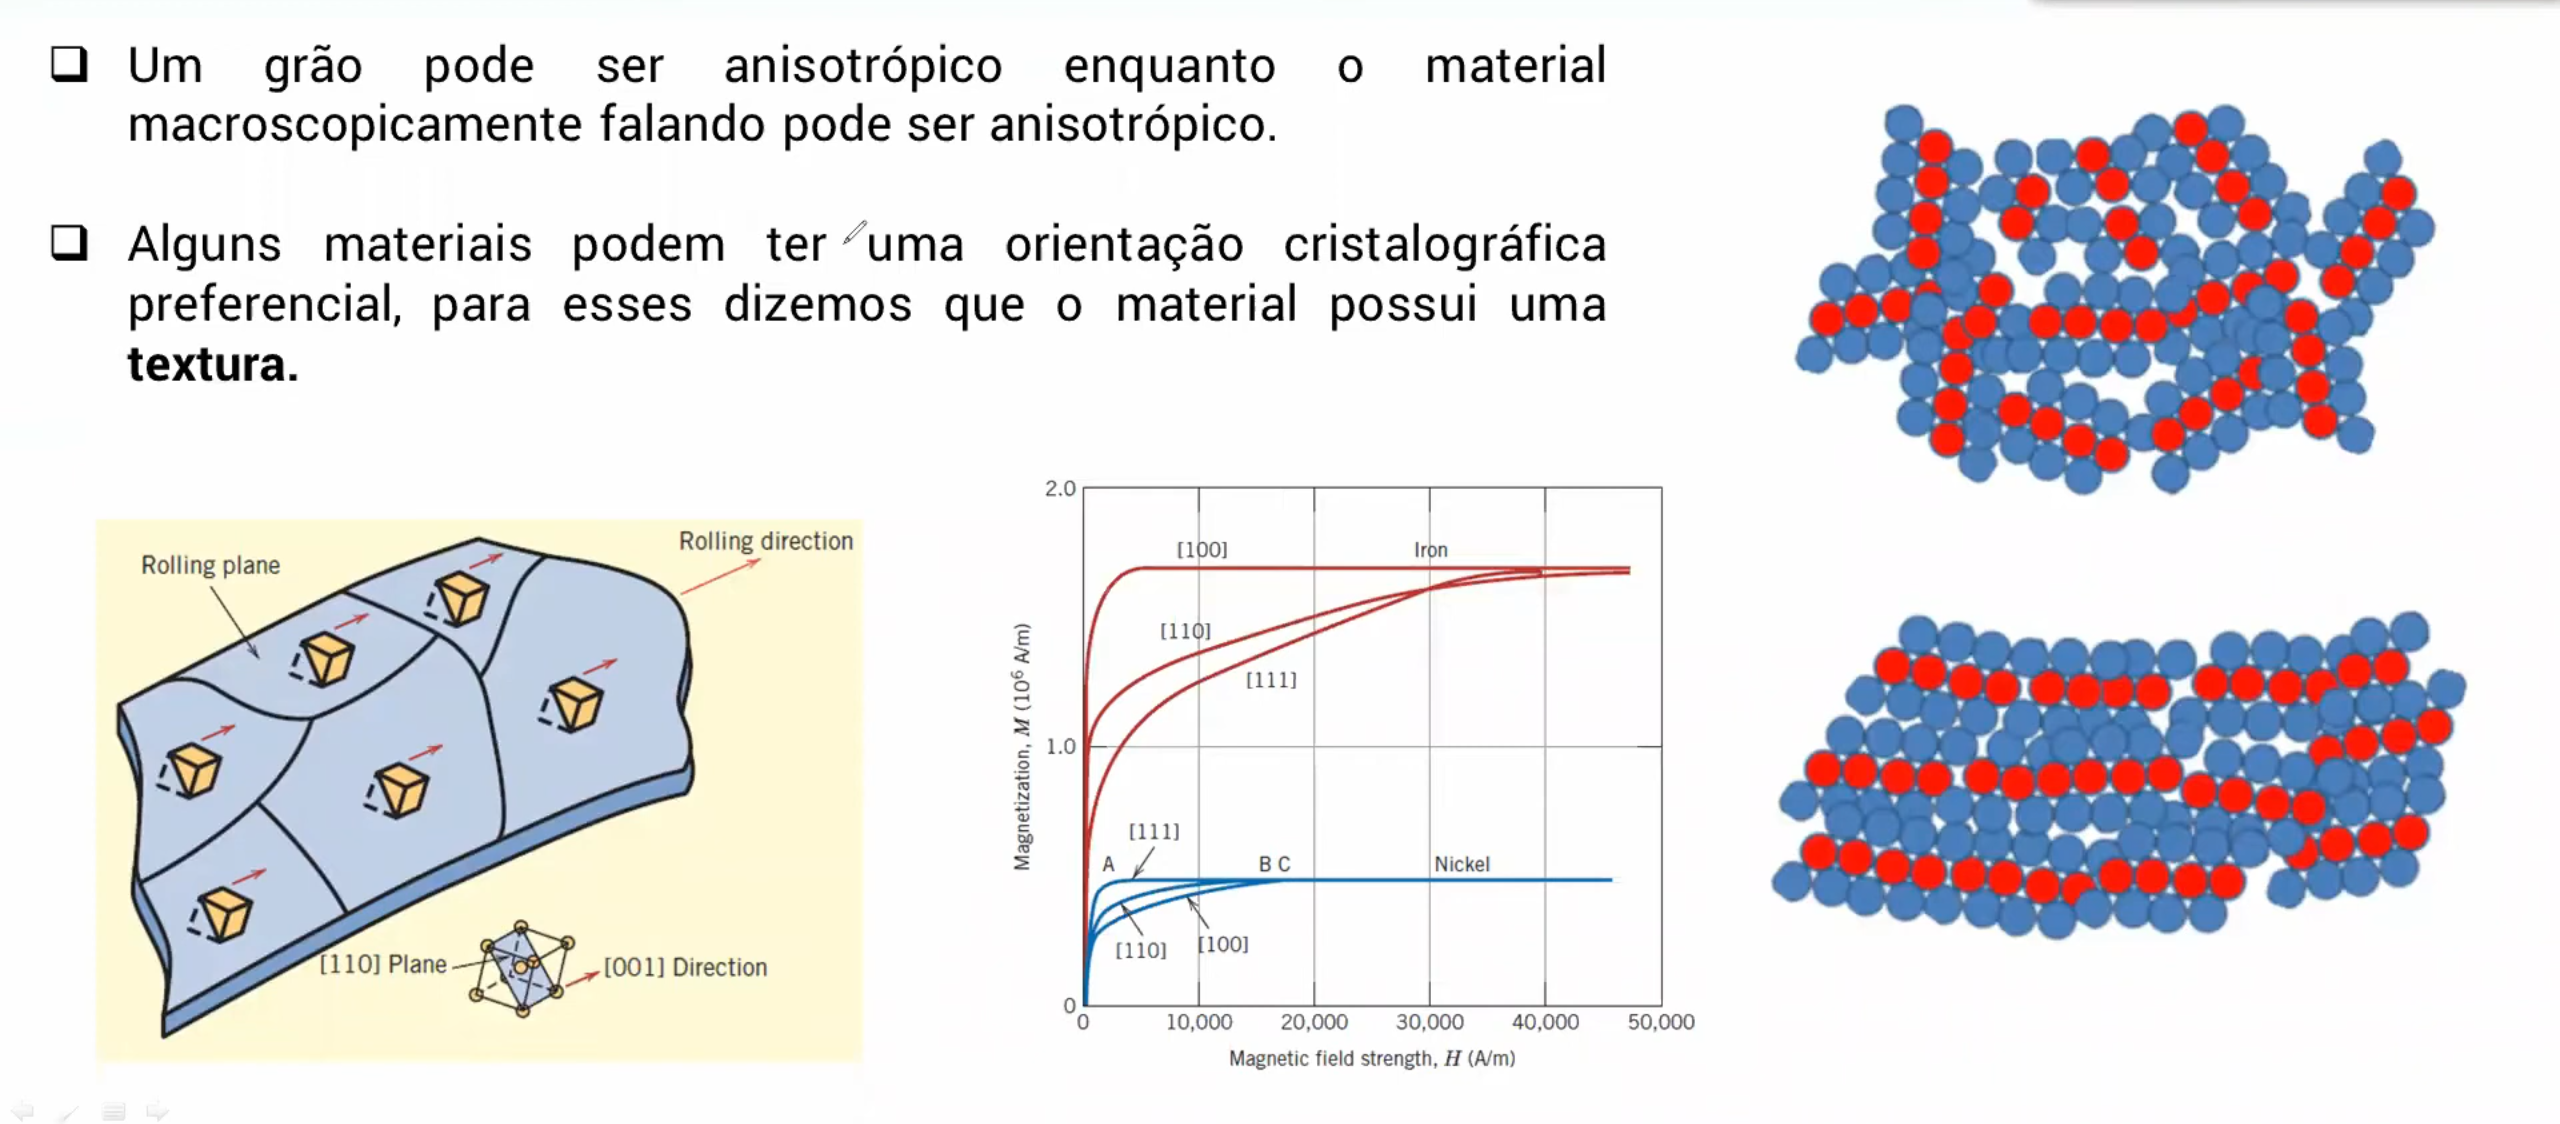 Um grão pode ser anisotrópico enquanto o material
macroscopicamente falando pode ser anisotrópico.
Alguns materiais podem ter uma orientação cristalográfica
preferencial, para esses dizemos que o material possui uma
textura.
Rolling plane
Rolling direction
[110] Plane
[001] Direction
2.0
1.0
0
Magnetization, M (10⁶ A/m)
[100]
Iron
[110]
[111]
[111]
A
B C
Nickel
[110]
[100]
0
10,000
20,000
30,000
40,000
50,000
Magnetic field strength, H (A/m)